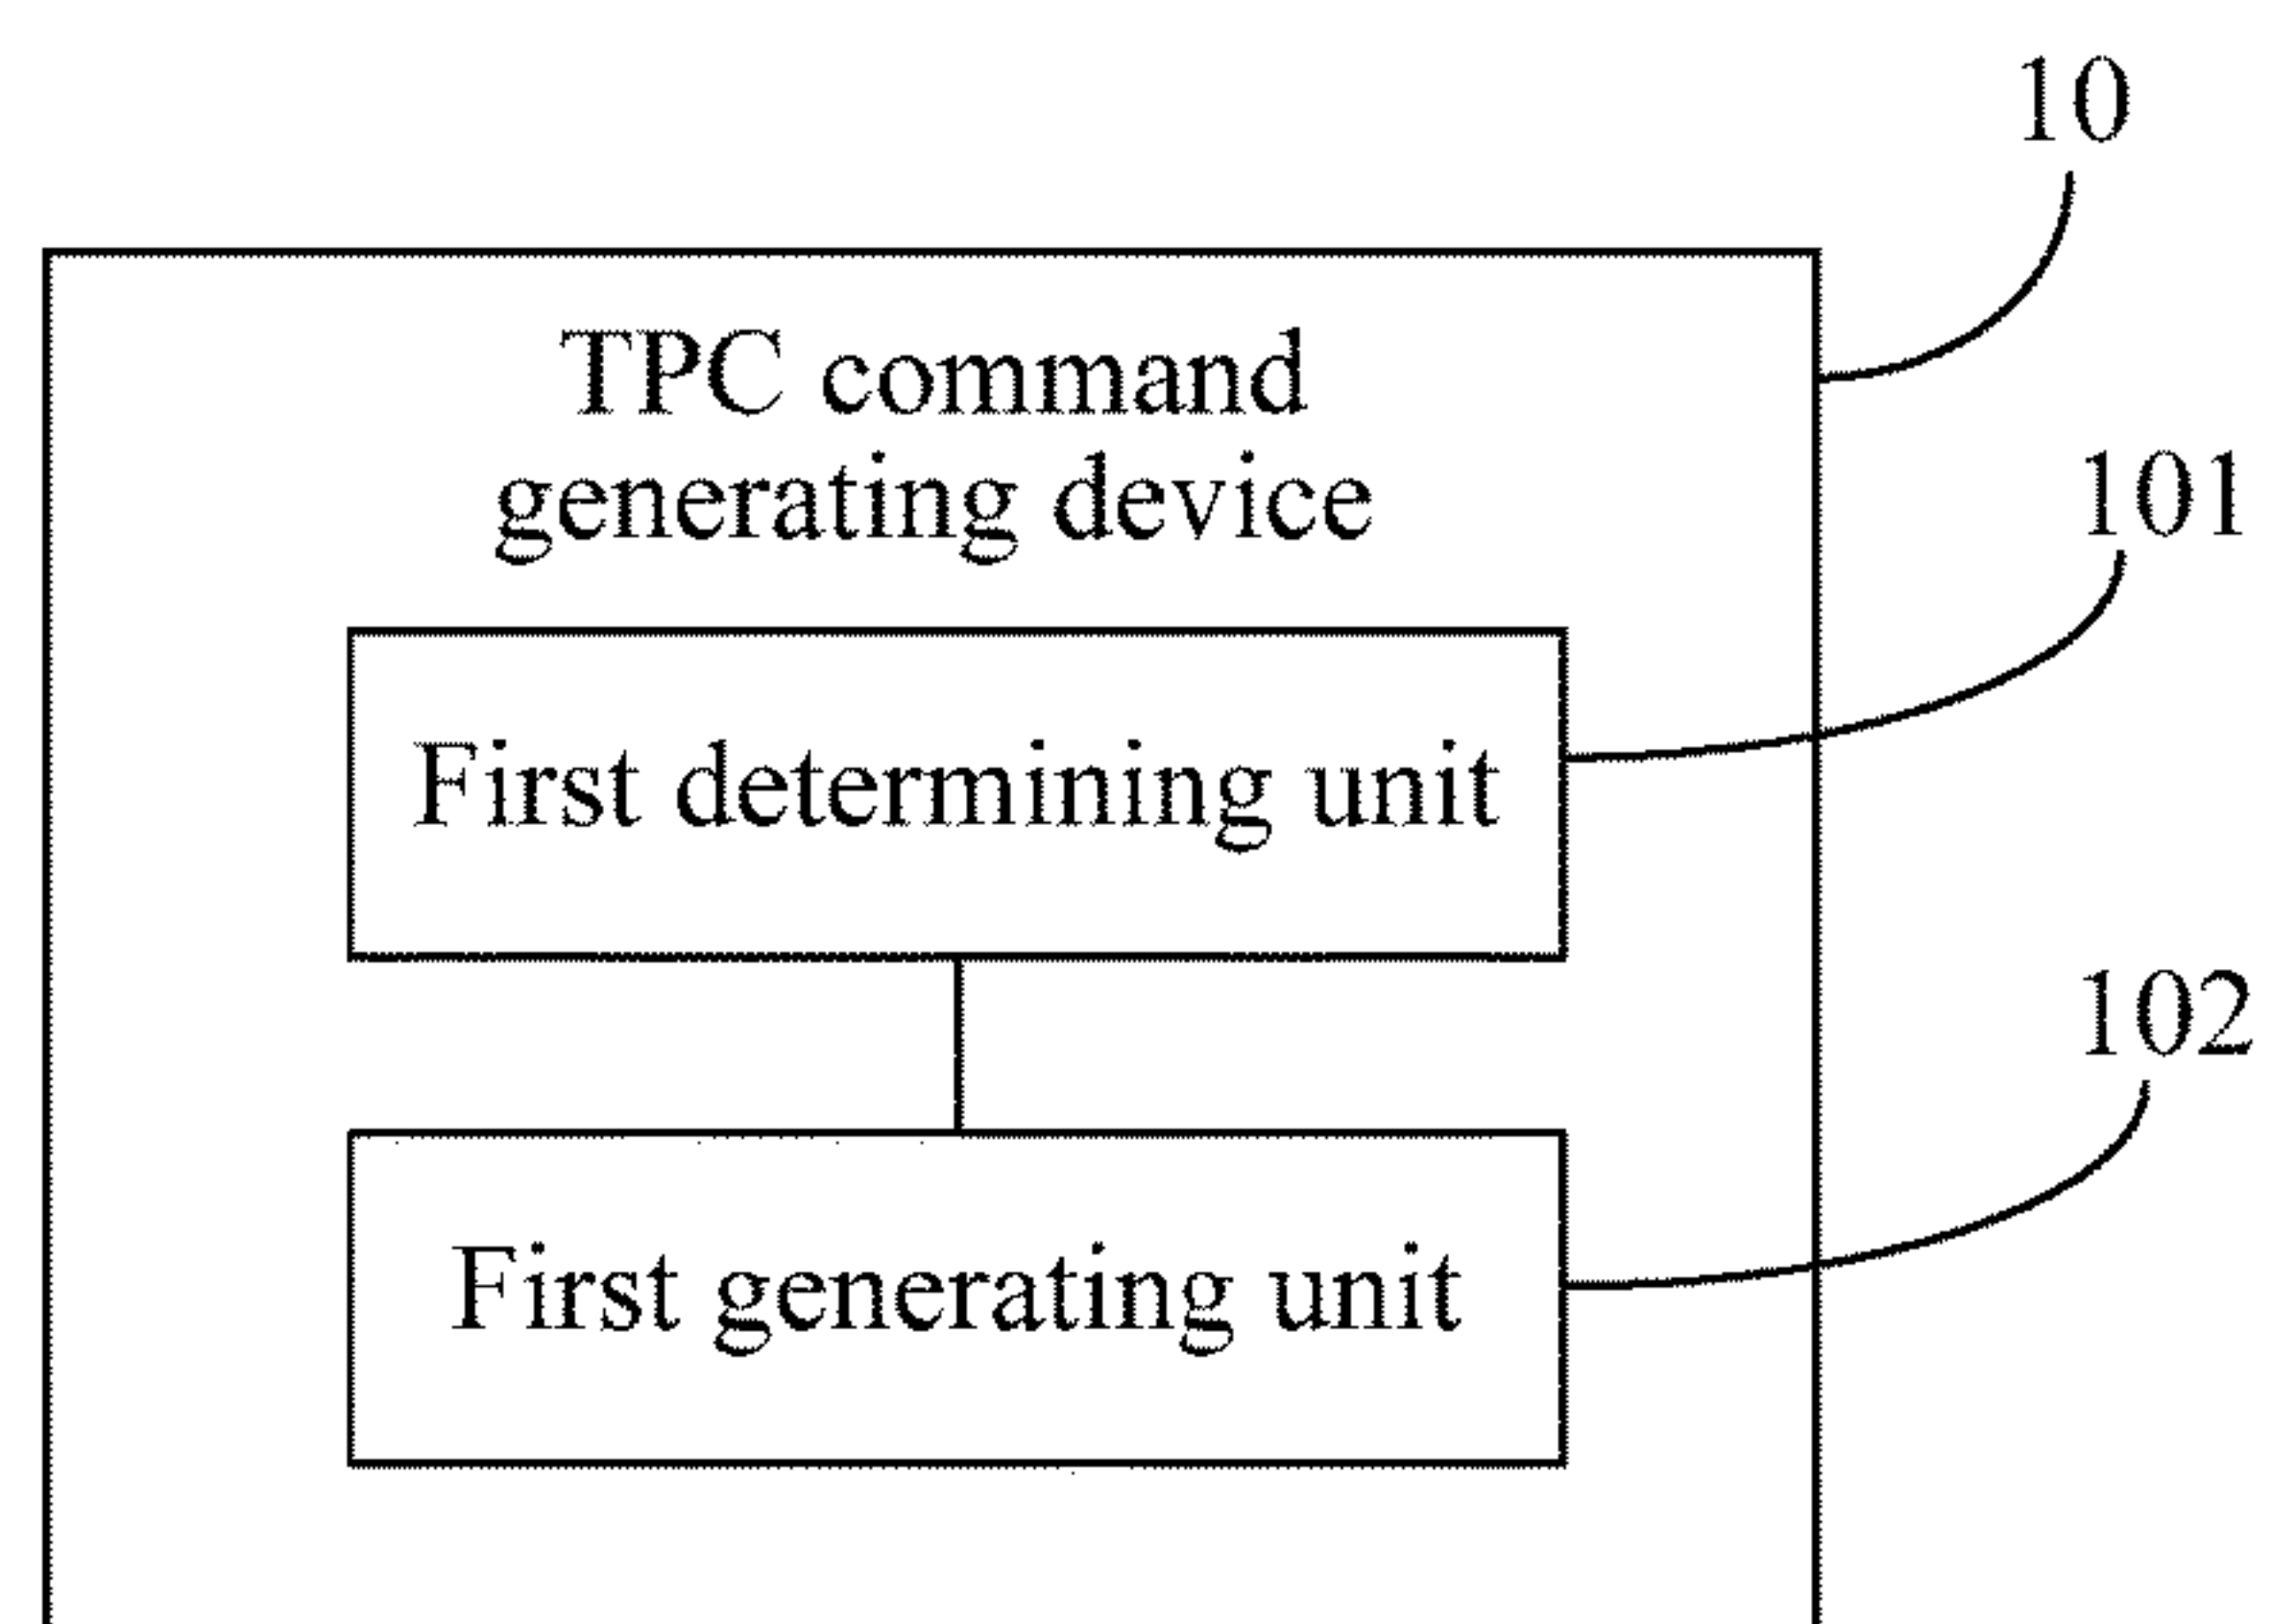 10
TPC command
generating device
101
First determining unit
102
First generating unit